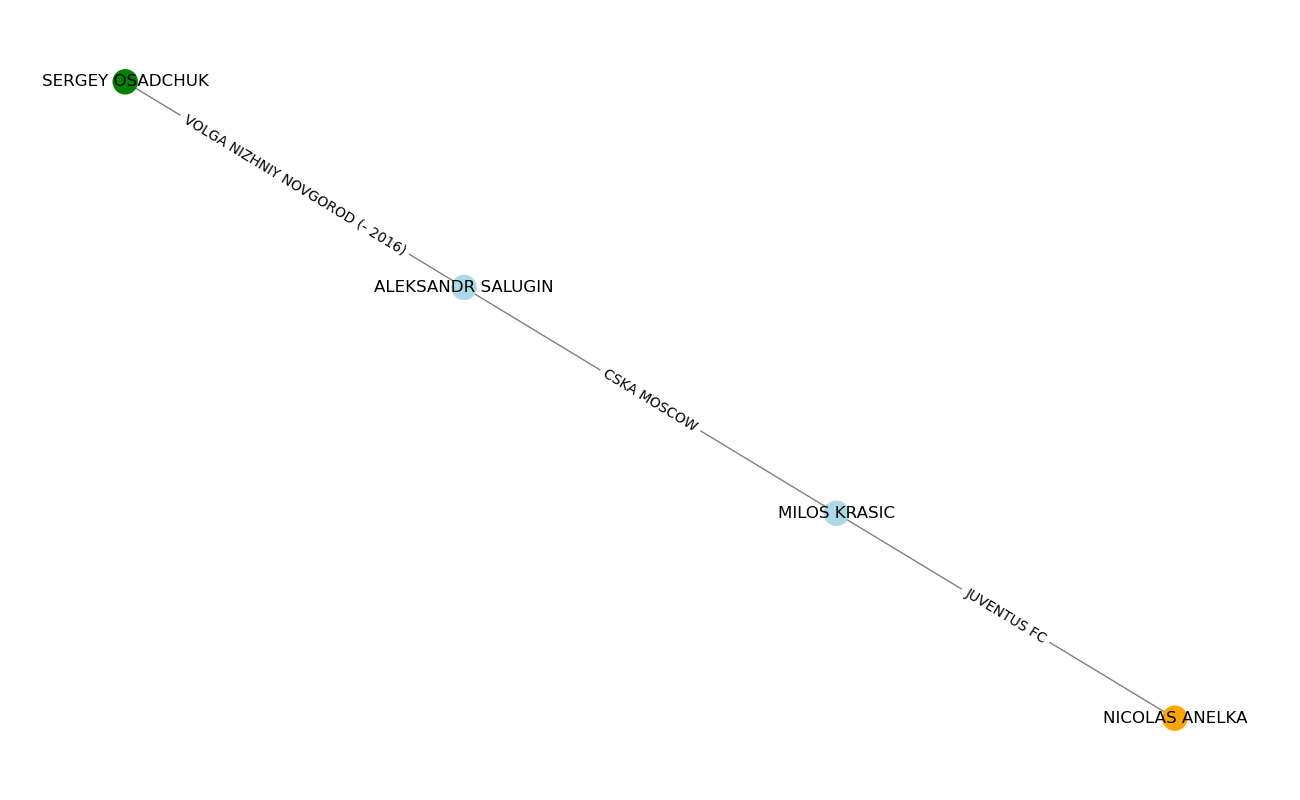 SERGEY OSADCHUK
VOLGA NIZHNIY NOVGOROD (- 2016)
ALEKSANDR SALUGIN
CSKA MOSCOW
MILOS KRASIC
JUVENTUS FC
NICOLAS ANELKA